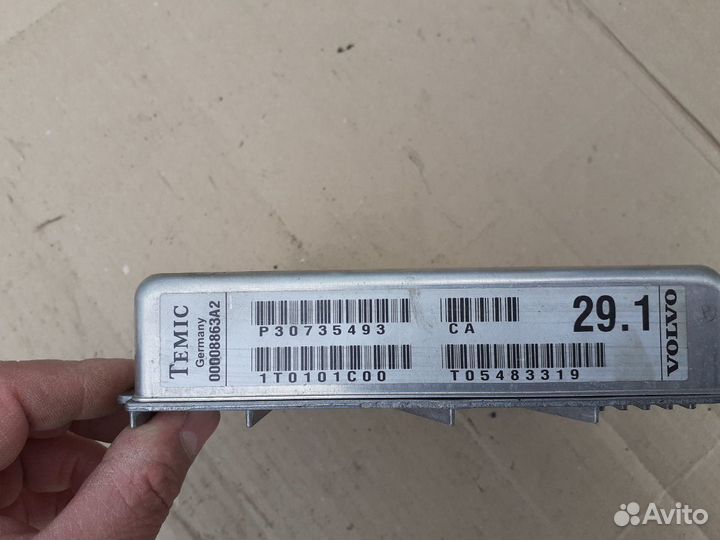 TEMIC
Germany
00008863A2
P30735493
CA
29.1
1T0101C00
T05483319
VOLVO
Avito